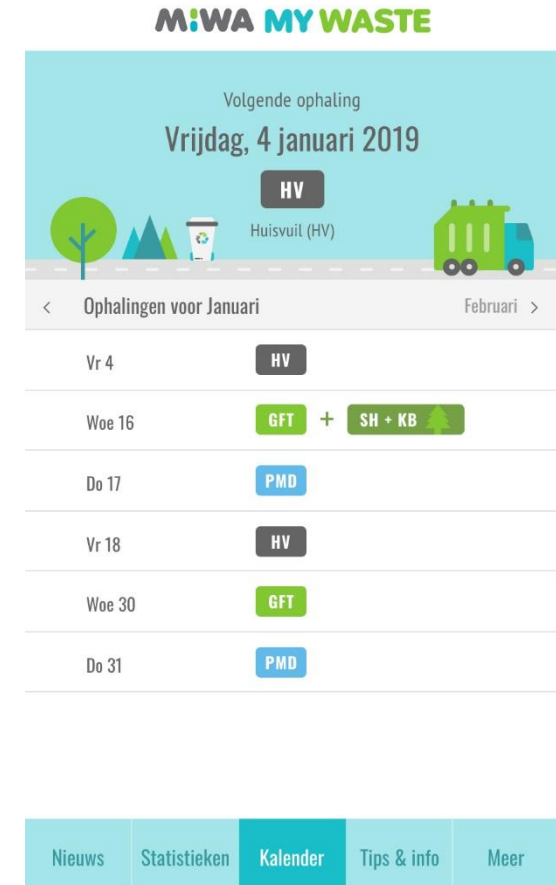 MiWA MY WASTE
Volgende ophaling
Vrijdag, 4 januari 2019
HV
Huisvuil (HV)
< Ophalingen voor Januari Februari >
Vr 4 HV
Woe 16 GFT + SH + KB
Do 17 PMD
Vr 18 HV
Woe 30 GFT
Do 31 PMD
Nieuws Statistieken Kalender Tips & info Meer